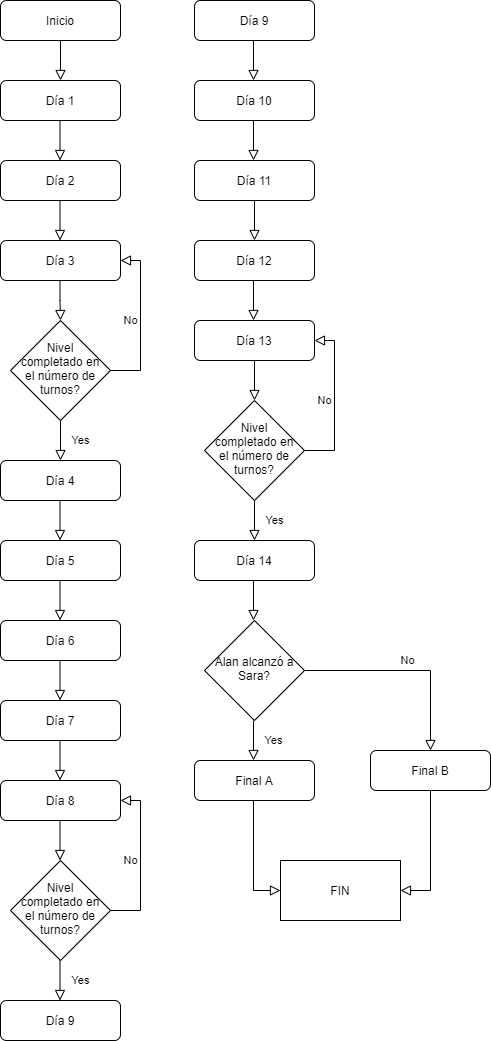 Inicio
Día 1
Día 2
Día 3
No
Nivel
completado en
el número de
turnos?
Yes
Día 4
Día 5
Día 6
Día 7
Día 8
No
Nivel
completado en
el número de
turnos?
Yes
Día 9
Día 9
Día 10
Día 11
Día 12
Día 13
No
Nivel
completado en
el número de
turnos?
Yes
Día 14
Alan alcanzó a
Sara?
No
Yes
Final A
Final B
FIN